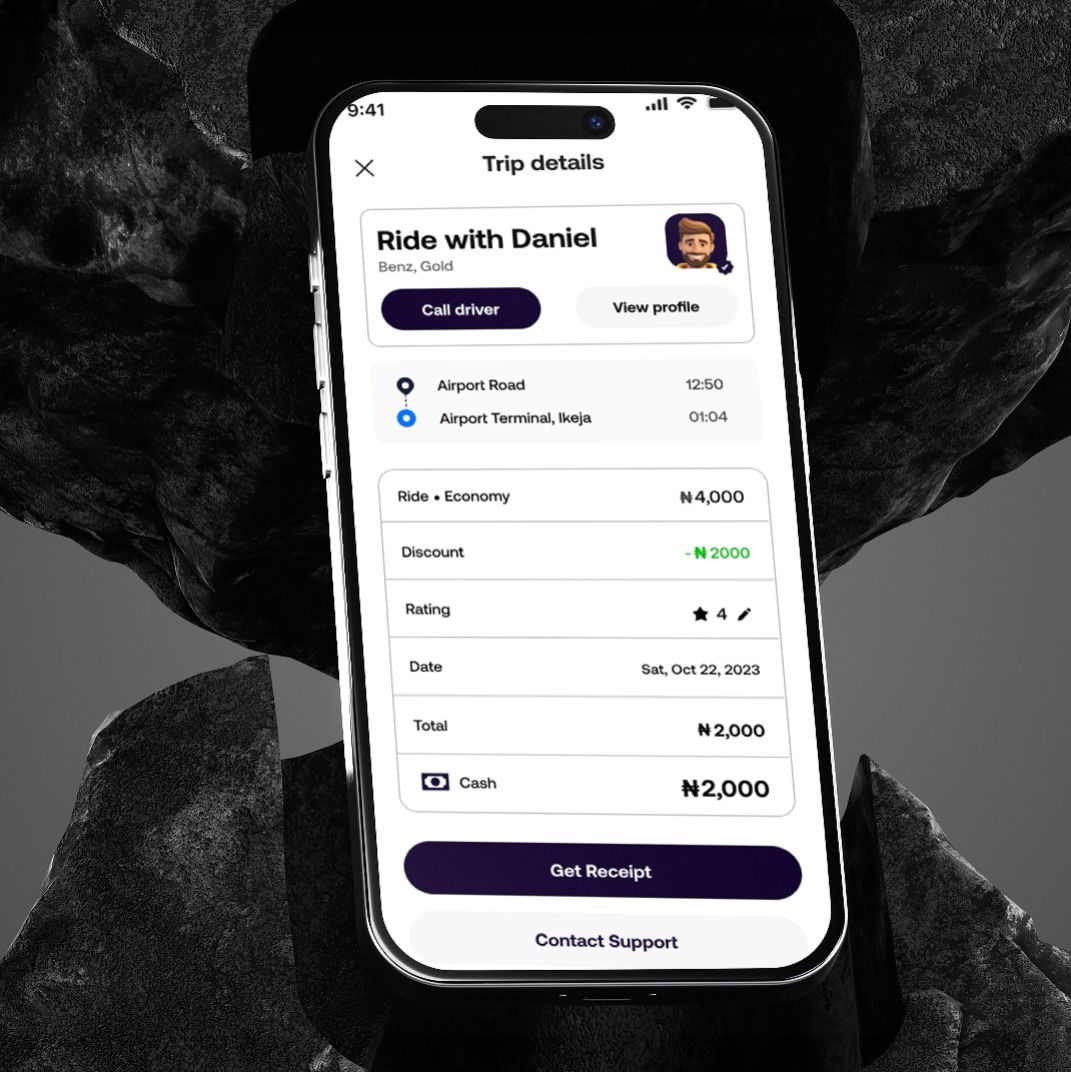 9:41
Trip details
Ride with Daniel
Benz, Gold
Call driver
View profile
Airport Road 12:50
Airport Terminal, Ikeja 01:04
Ride • Economy ₦4,000
Discount -₦2000
Rating 4
Date Sat, Oct 22, 2023
Total ₦2,000
Cash ₦2,000
Get Receipt
Contact Support